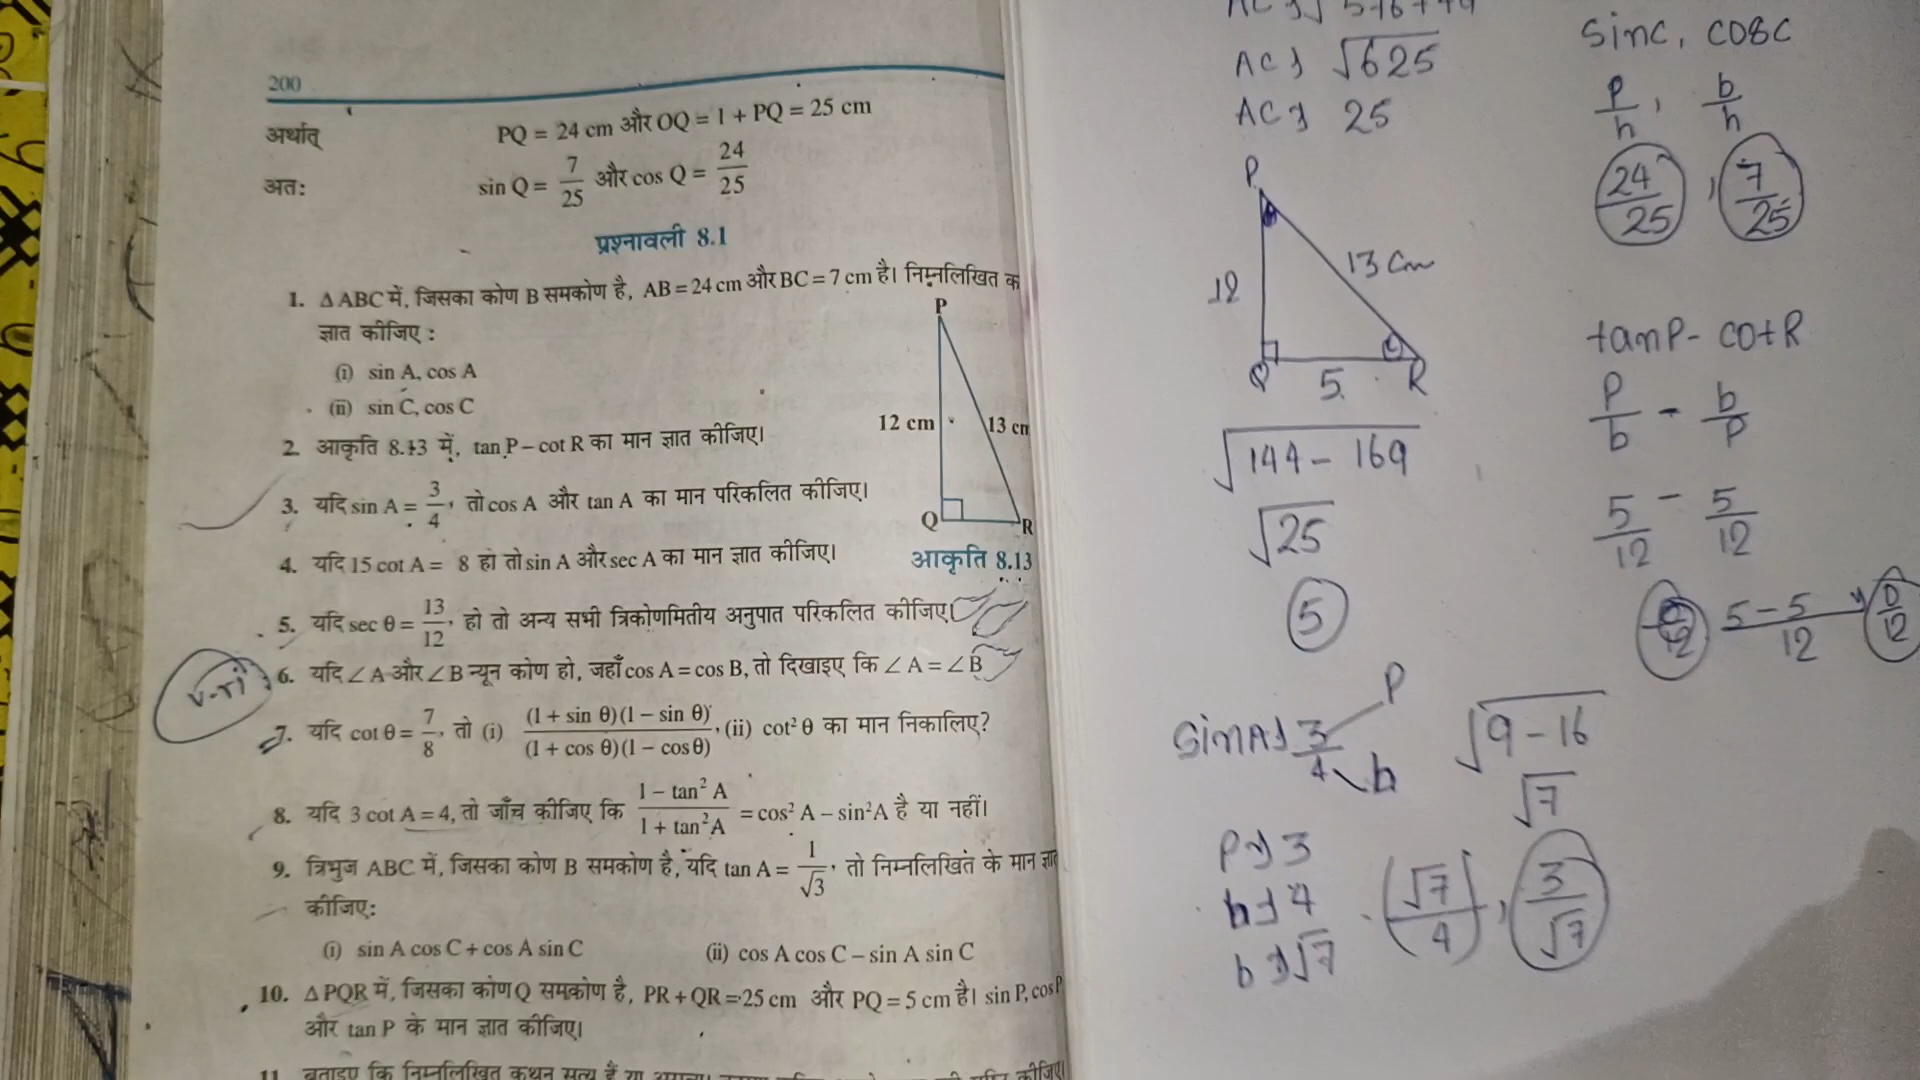 200
अर्थात् PQ = 24 cm और OQ = 1 + PQ = 25 cm
अतः sin Q = 7/25 और cos Q = 24/25
प्रश्नावली 8.1
1. Δ ABC में, जिसका कोण B समकोण है, AB = 24 cm और BC = 7 cm है। निम्नलिखित क
ज्ञात कीजिए :
(i) sin A, cos A
(ii) sin C, cos C
2. आकृति 8.13 में, tan P – cot R का मान ज्ञात कीजिए।
3. यदि sin A = 3/4, तो cos A और tan A का मान परिकलित कीजिए।
4. यदि 15 cot A = 8 हो तो sin A और sec A का मान ज्ञात कीजिए।
5. यदि sec θ = 13/12, हो तो अन्य सभी त्रिकोणमितीय अनुपात परिकलित कीजिए।
6. यदि ∠ A और ∠ B न्यून कोण हो, जहाँ cos A = cos B, तो दिखाइए कि ∠ A = ∠ B
7. यदि cot θ = 7/8, तो (i) (1 + sin θ)(1 – sin θ)/(1 + cos θ)(1 – cos θ), (ii) cot² θ का मान निकालिए?
8. यदि 3 cot A = 4, तो जाँच कीजिए कि 1 – tan² A/1 + tan² A = cos² A – sin² A है या नहीं।
9. त्रिभुज ABC में, जिसका कोण B समकोण है, यदि tan A = 1/√3, तो निम्नलिखित के मान ज्ञा
कीजिए:
(i) sin A cos C + cos A sin C (ii) cos A cos C – sin A sin C
10. Δ PQR में, जिसका कोण Q समकोण है, PR + QR = 25 cm और PQ = 5 cm है। sin P, cos P
और tan P के मान ज्ञात कीजिए।
11. बताइए कि निम्नलिखित कथन सत्य हैं या
कीजिए।
P
12 cm
13 cm
Q
R
आकृति 8.13
AC √625
AC 25
P
12
13 cm
Q
5
R
√144 – 169
√25
5
sinA 3/4 P h
√9 – 16
√7
P 3
h 4
b √7
√7/4, 3/√7
sinc, cosc
P/h, b/h
24/25, 7/25
tanP – cotR
P/b – b/P
5/12 – 5/12
5 – 5/12 0/12